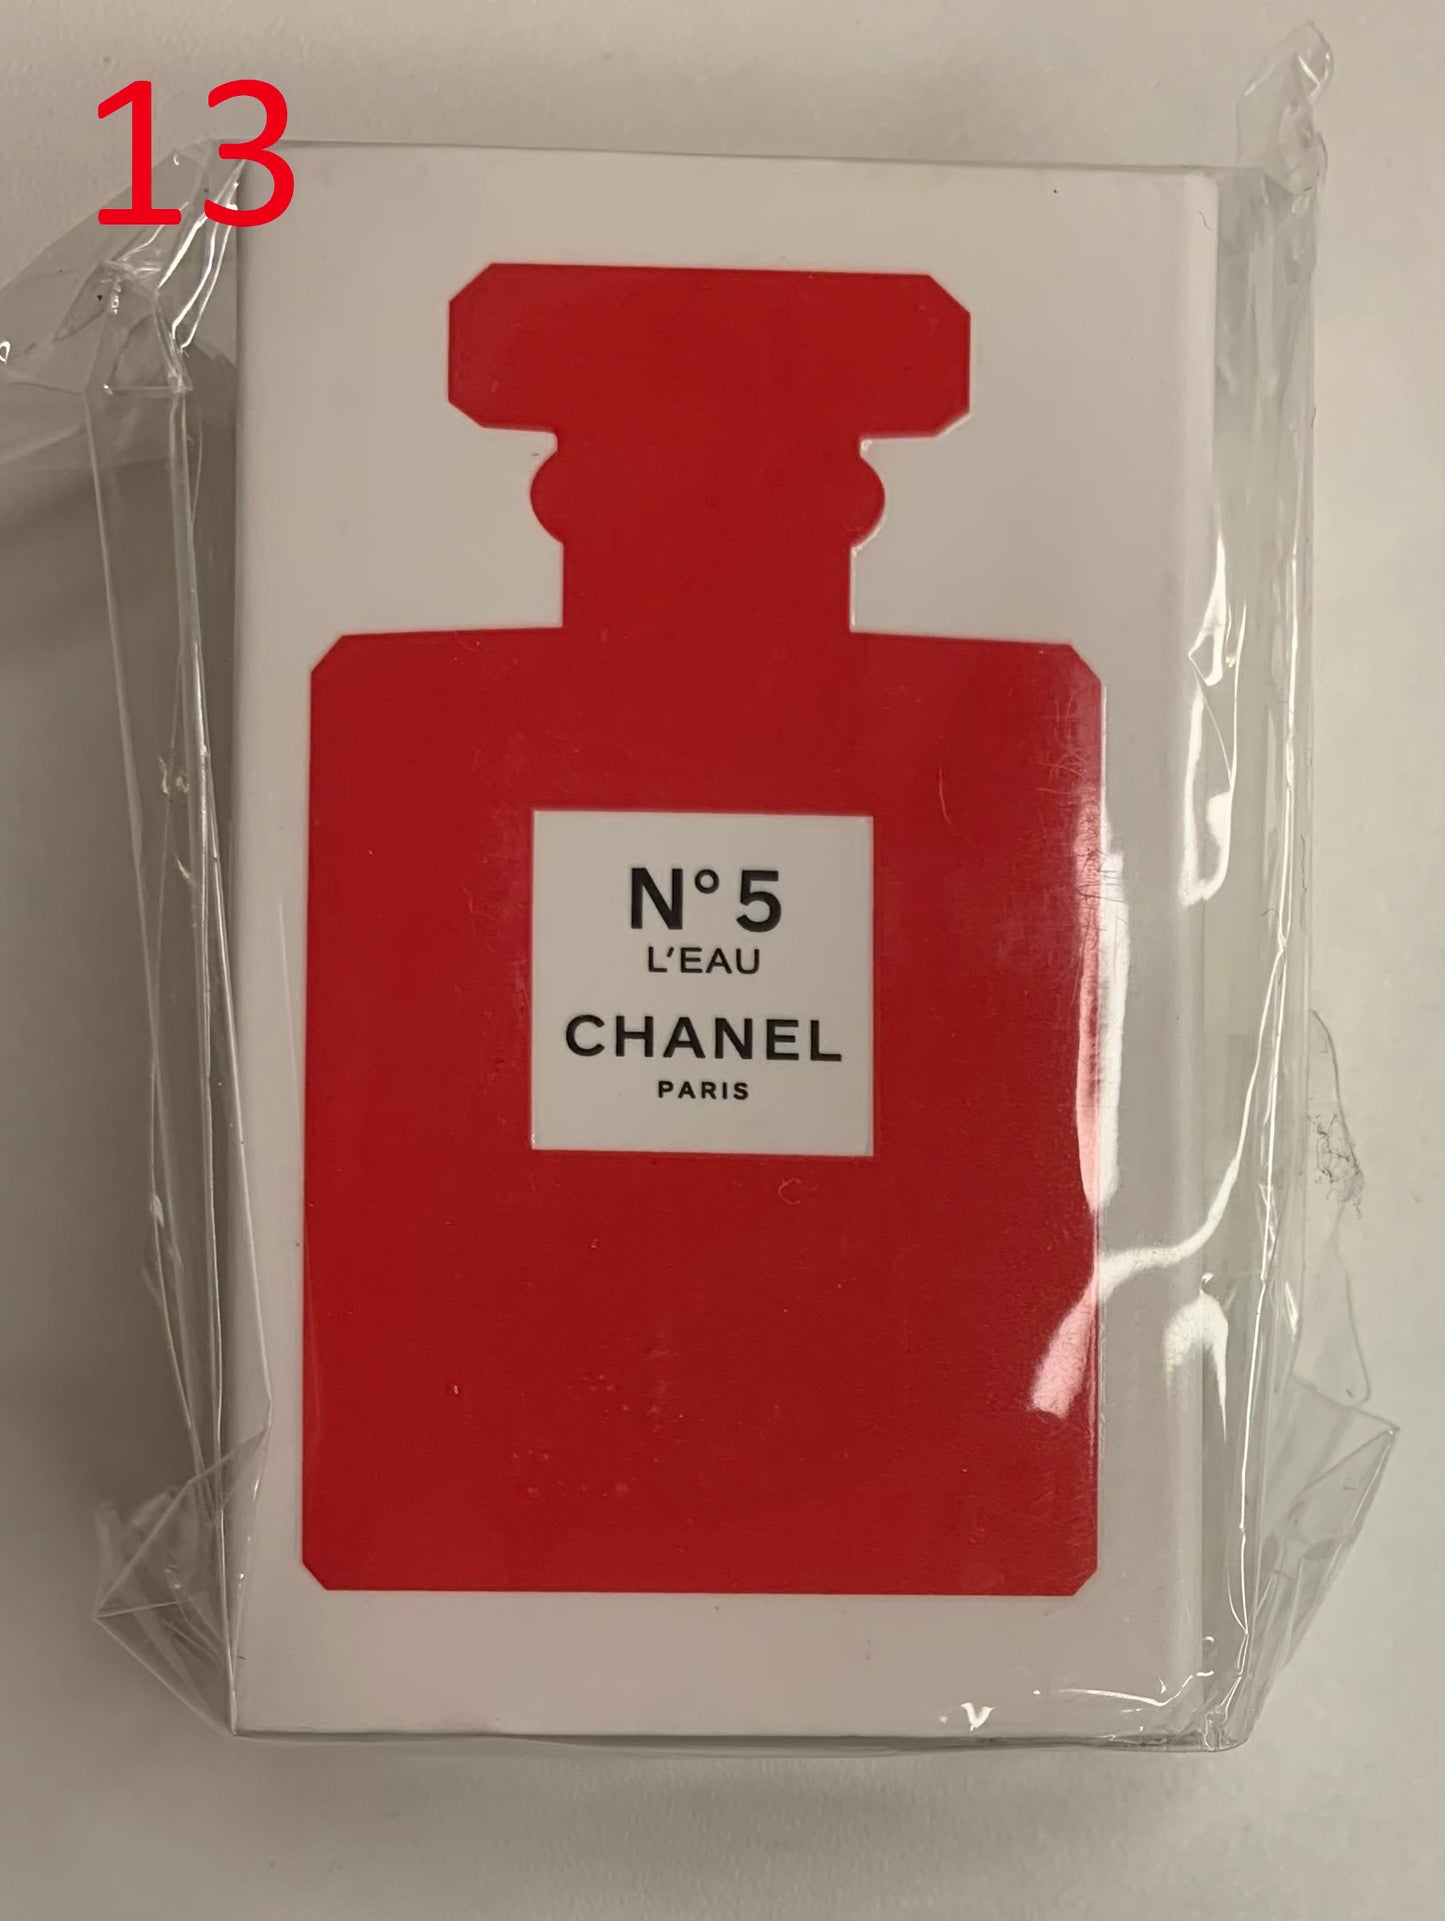 13
N° 5
L'EAU
CHANEL
PARIS